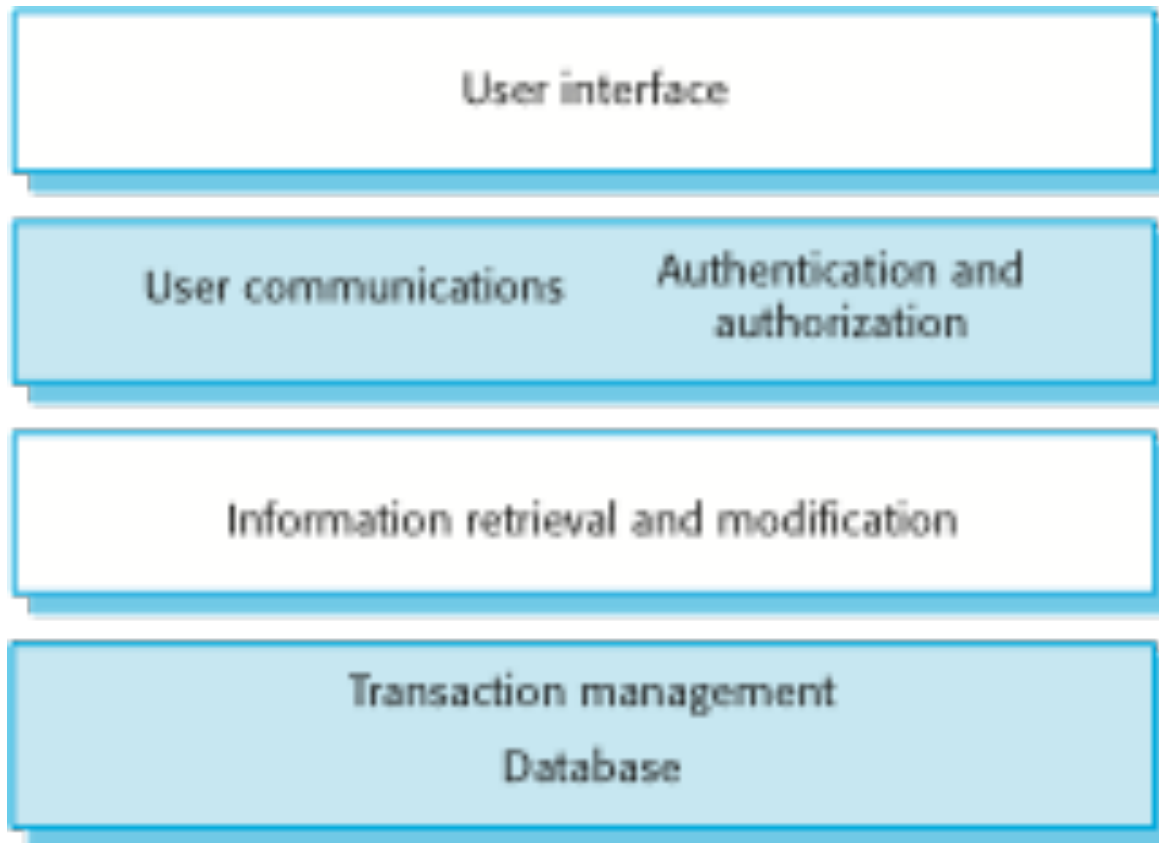 User interface
User communications
Authentication and
authorization
Information retrieval and modification
Transaction management
Database